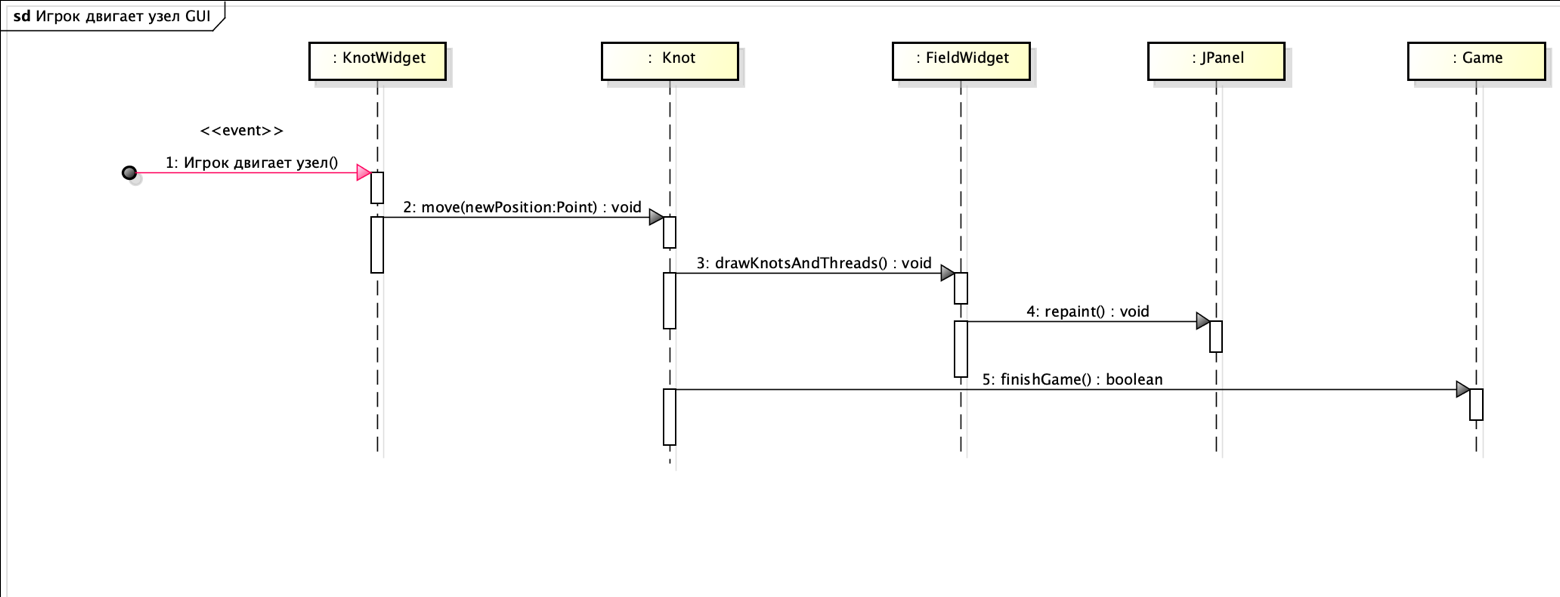 sd Игрок двигает узел GUI
: KnotWidget
: Knot
: FieldWidget
: JPanel
: Game
<<event>>
1: Игрок двигает узел()
2: move(newPosition:Point) : void
3: drawKnotsAndThreads() : void
4: repaint() : void
5: finishGame() : boolean